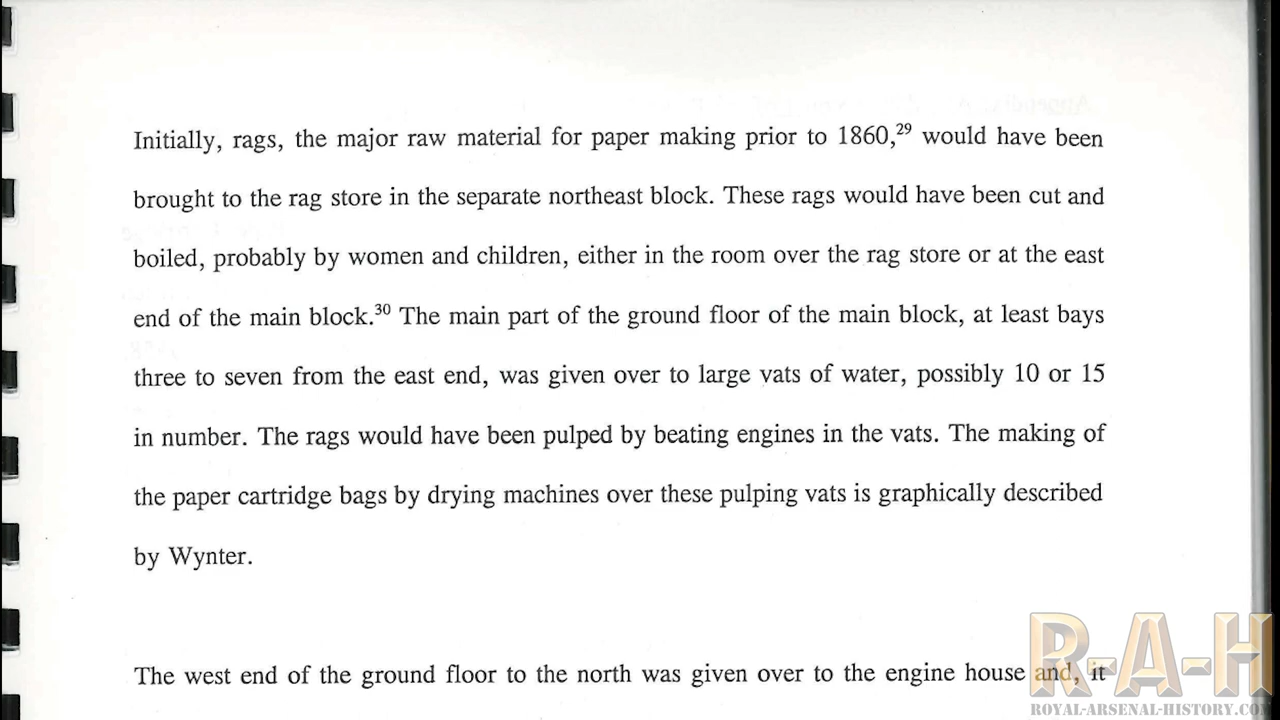 Initially, rags, the major raw material for paper making prior to 1860,29 would have been
brought to the rag store in the separate northeast block. These rags would have been cut and
boiled, probably by women and children, either in the room over the rag store or at the east
end of the main block.30 The main part of the ground floor of the main block, at least bays
three to seven from the east end, was given over to large vats of water, possibly 10 or 15
in number. The rags would have been pulped by beating engines in the vats. The making of
the paper cartridge bags by drying machines over these pulping vats is graphically described
by Wynter.
The west end of the ground floor to the north was given over to the engine house and, it
R-A-H
ROYAL-ARSENAL-HISTORY.COM